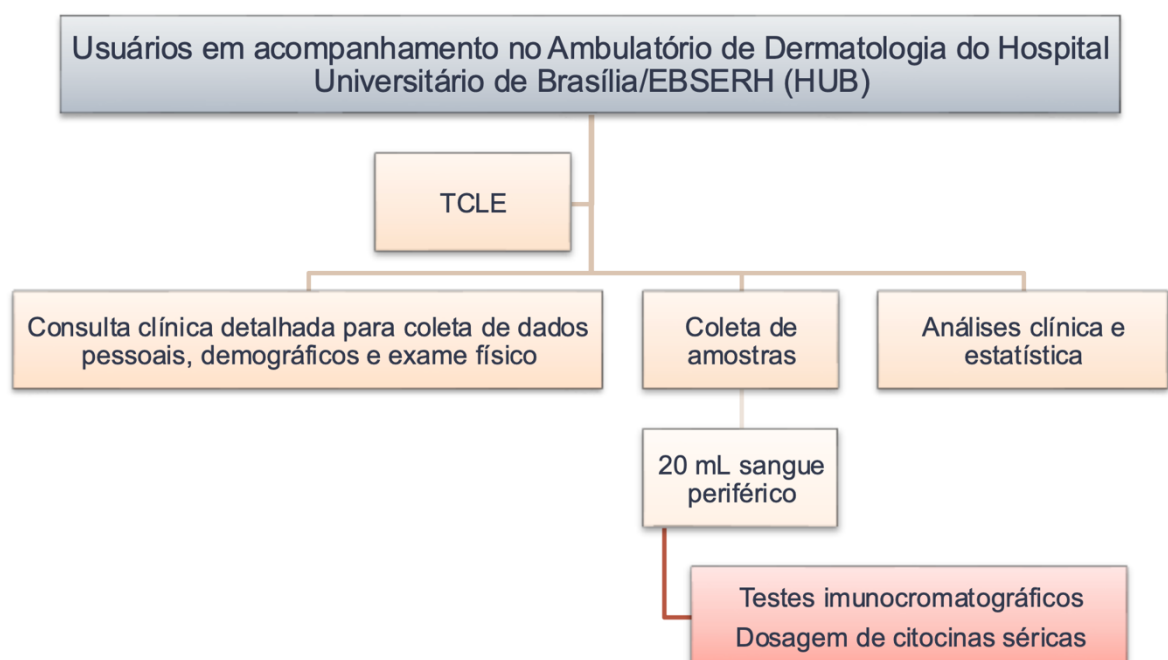 Usuários em acompanhamento no Ambulatório de Dermatologia do Hospital
Universitário de Brasília/EBSERH (HUB)
TCLE
Consulta clínica detalhada para coleta de dados
pessoais, demográficos e exame físico
Coleta de
amostras
Análises clínica e
estatística
20 mL sangue
periférico
Testes imunocromatográficos
Dosagem de citocinas séricas